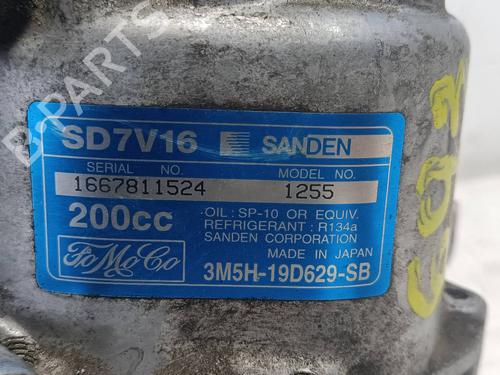 SD7V16 SANDEN
SERIAL NO. MODEL NO.
1667811524 1255
200cc OIL : SP-10 OR EQUIV.
REFRIGERANT : R134a
SANDEN CORPORATION
MADE IN JAPAN
FoMoCo 3M5H-19D629-SB
B-PARTS